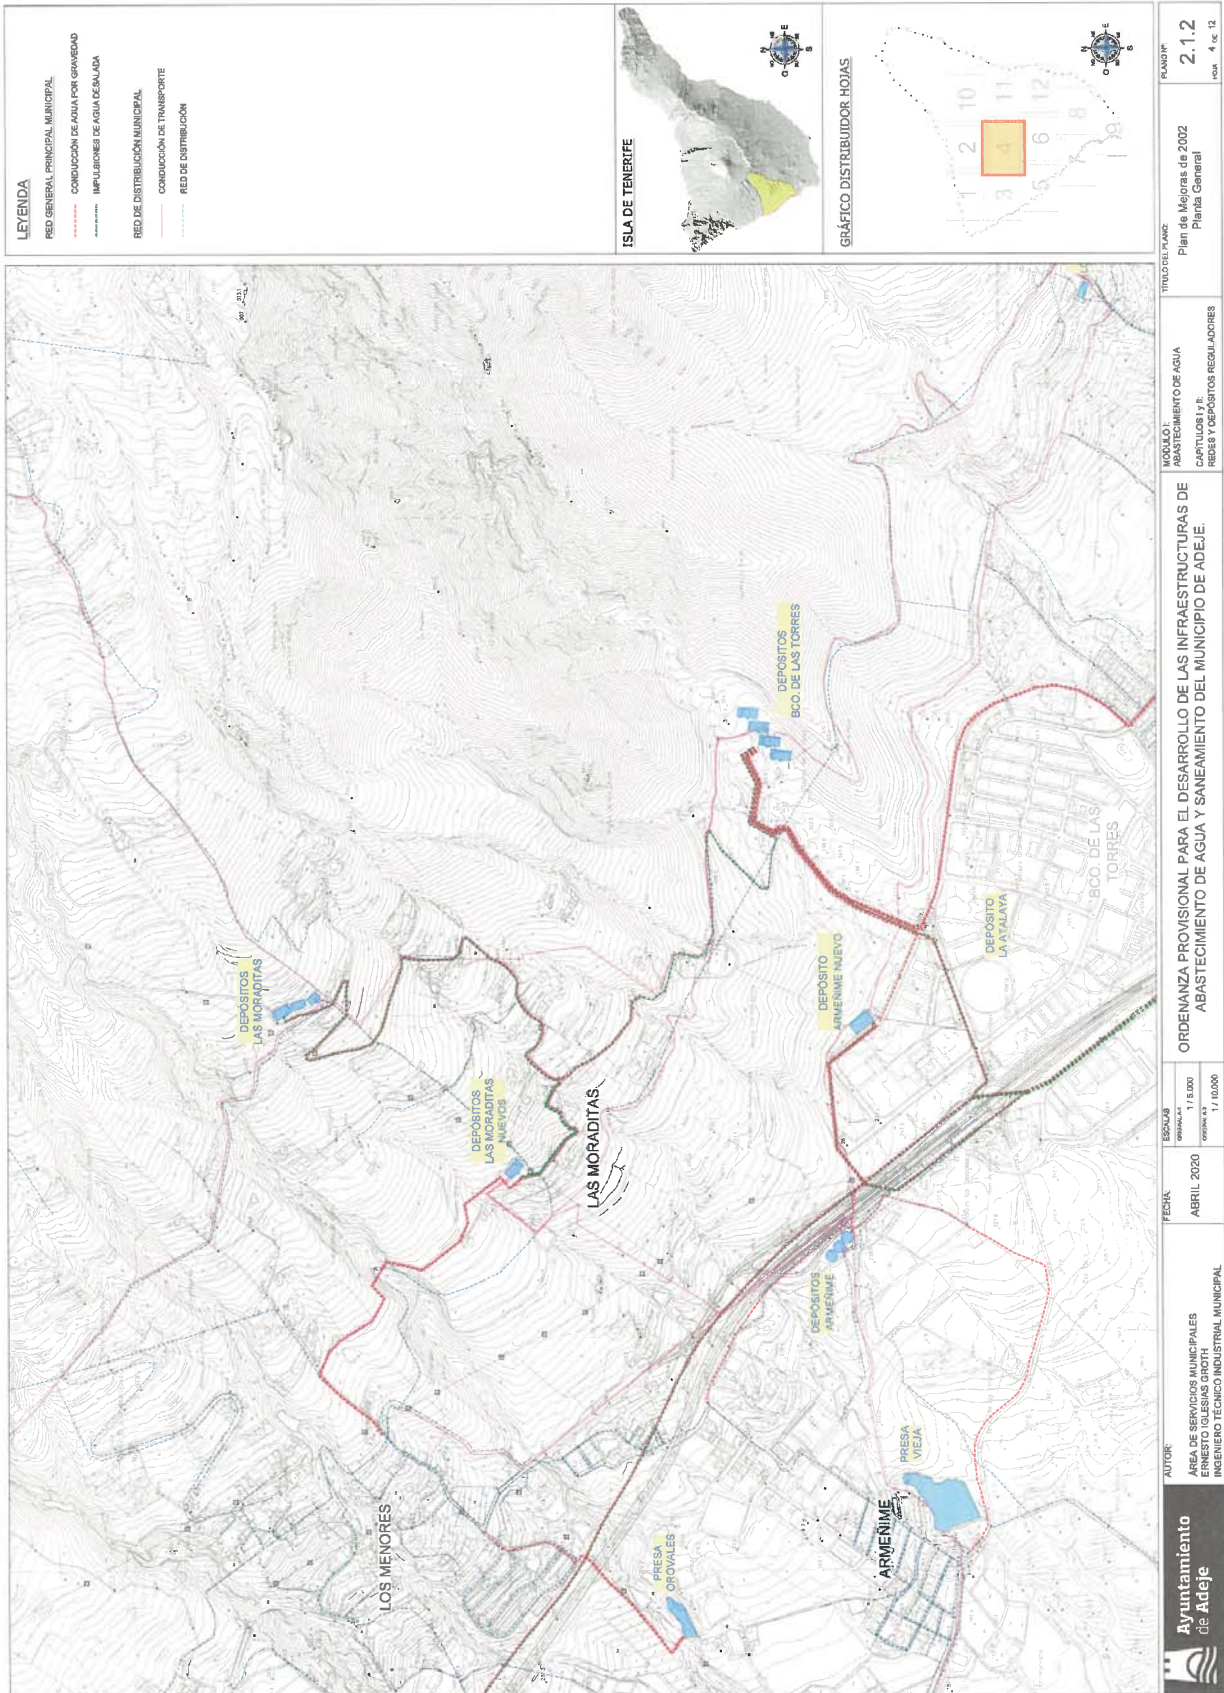 LEYENDA
RED GENERAL PRINCIPAL MUNICIPAL
CONDUCCIÓN DE AGUA POR GRAVEDAD
IMPULSIONES DE AGUA DESALADA
RED DE DISTRIBUCIÓN MUNICIPAL
CONDUCCIÓN DE TRANSPORTE
RED DE DISTRIBUCIÓN
ISLA DE TENERIFE
N
S
E
O
GRÁFICO DISTRIBUIDOR HOJAS
N
S
E
O
1
2
10
3
4
11
5
6
12
7
8
9
DEPÓSITOS
LAS MORADITAS
DEPÓSITOS
LAS MORADITAS
NUEVOS
LAS MORADITAS
DEPÓSITOS
BCO. DE LAS TORRES
DEPÓSITO
ARMEÑIME NUEVO
DEPÓSITO
LA ATALAYA
BCO DE LAS
TORRES
DEPÓSITOS
ARMEÑIME
PRESA
VIEJA
ARMEÑIME
PRESA
OROVALES
LOS MENORES
Ayuntamiento
de Adeje
AUTOR:
ÁREA DE SERVICIOS MUNICIPALES
ERNESTO IGLESIAS GROTH
INGENIERO TÉCNICO INDUSTRIAL MUNICIPAL
FECHA:
ABRIL 2020
ESCALAS
ORIGINAL A-1
1 / 5.000
ORIGINAL A-3
1 / 10.000
ORDENANZA PROVISIONAL PARA EL DESARROLLO DE LAS INFRAESTRUCTURAS DE
ABASTECIMIENTO DE AGUA Y SANEAMIENTO DEL MUNICIPIO DE ADEJE.
MODULO I:
ABASTECIMIENTO DE AGUA
CAPÍTULOS I y II:
REDES Y DEPÓSITOS REGULADORES
TÍTULO DEL PLANO:
Plan de Mejoras de 2002
Planta General
PLANO Nº:
2.1.2
HOJA 4 DE 12